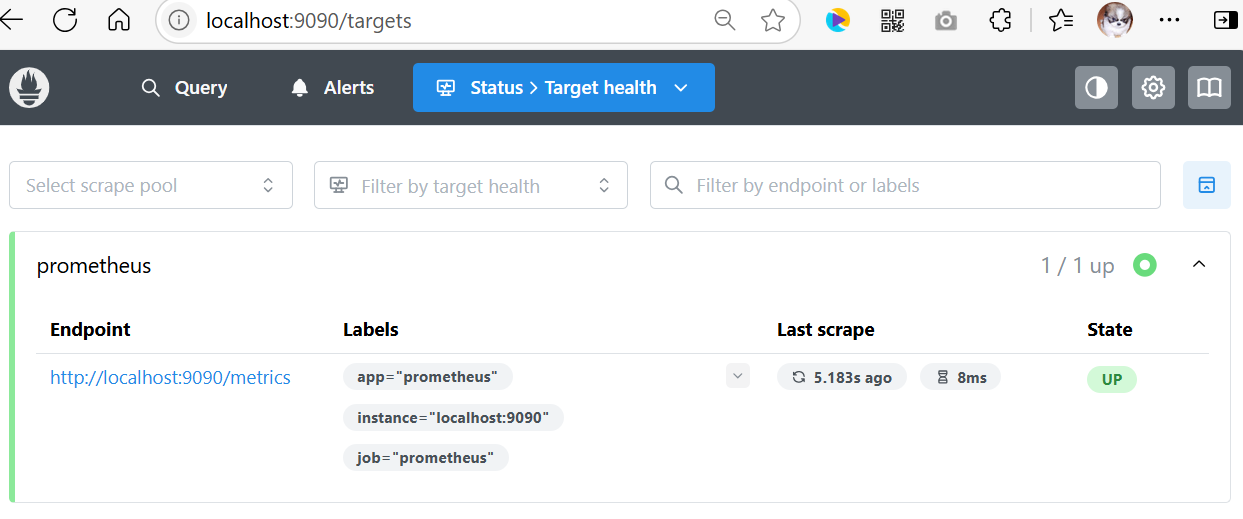 localhost:9090/targets
Query Alerts Status > Target health
Select scrape pool Filter by target health Filter by endpoint or labels
prometheus 1 / 1 up
Endpoint Labels Last scrape State
http://localhost:9090/metrics app="prometheus" 5.183s ago 8ms UP
instance="localhost:9090"
job="prometheus"